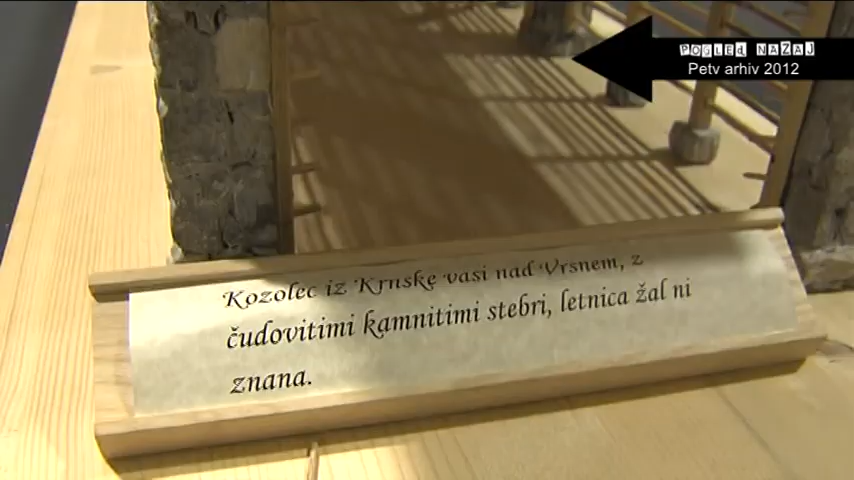 POGLED NAZAJ
Petv arhiv 2012
Kozolec iz Krnske vasi nad Vrsnem, z
čudovitimi kamnitimi stebri, letnica žal ni
znana.